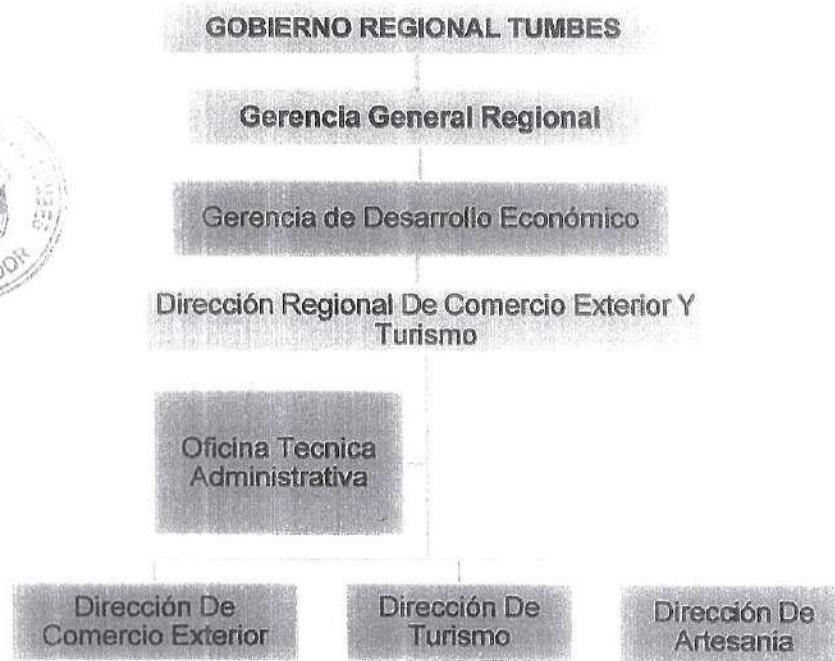 GOBIERNO REGIONAL TUMBES
Gerencia General Regional
Gerencia de Desarrollo Económico
Dirección Regional De Comercio Exterior Y
Turismo
Oficina Tecnica
Administrativa
Dirección De
Comercio Exterior
Dirección De
Turismo
Dirección De
Artesanía